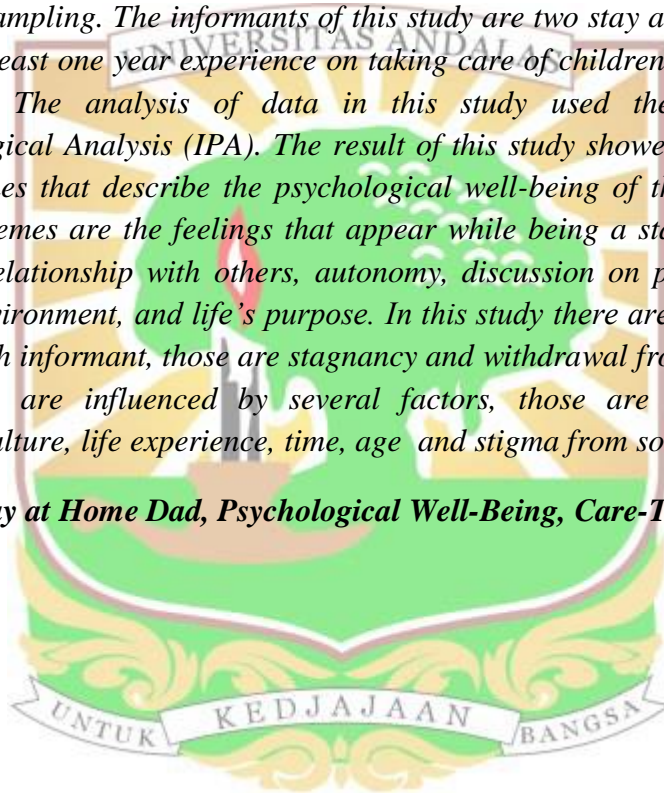 ampling. The informants of this study are two stay a
UNIVERSITAS ANDALAS
east one year experience on taking care of children
The analysis of data in this study used the
gical Analysis (IPA). The result of this study showe
es that describe the psychological well-being of th
emes are the feelings that appear while being a sta
elationship with others, autonomy, discussion on p
vironment, and life's purpose. In this study there are
h informant, those are stagnancy and withdrawal fro
are influenced by several factors, those are
ulture, life experience, time, age and stigma from so
y at Home Dad, Psychological Well-Being, Care-T
UNTUK KEDJAJAAN BANGSA